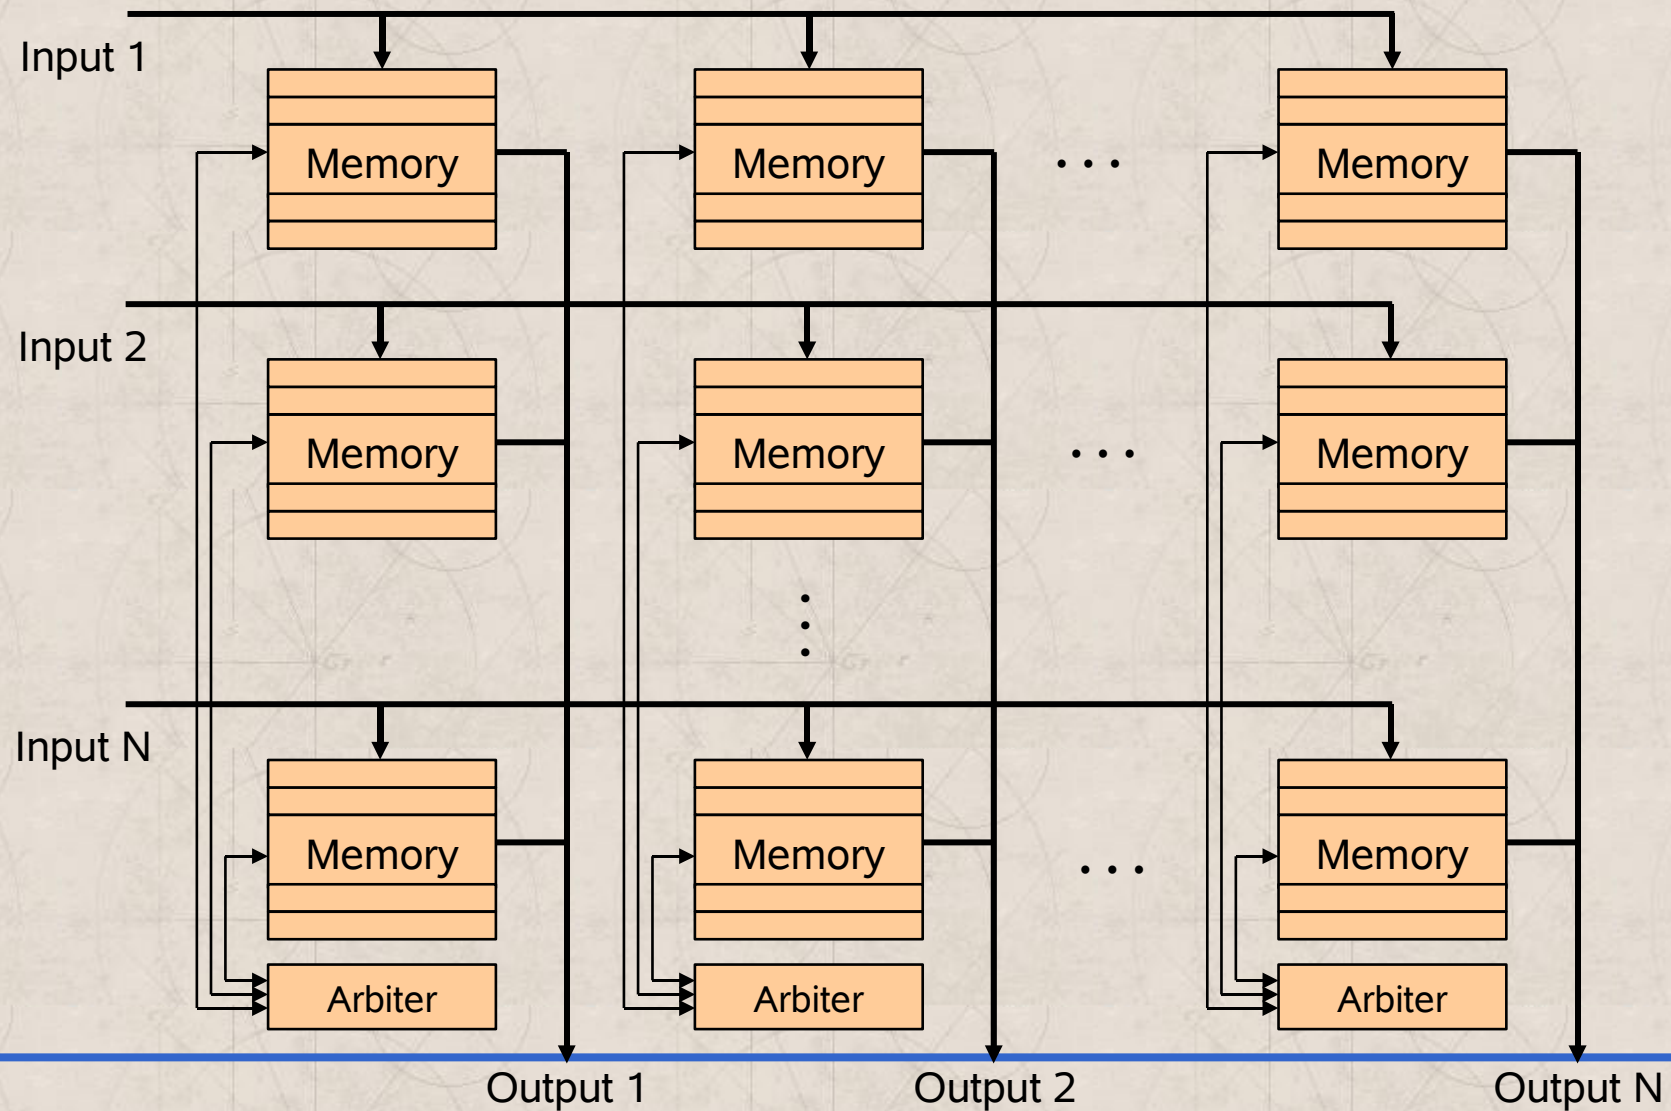 Input 1
Memory Memory ... Memory
Input 2
Memory Memory ... Memory
Input N
Memory Memory ... Memory
Arbiter Arbiter Arbiter
Output 1 Output 2 Output N